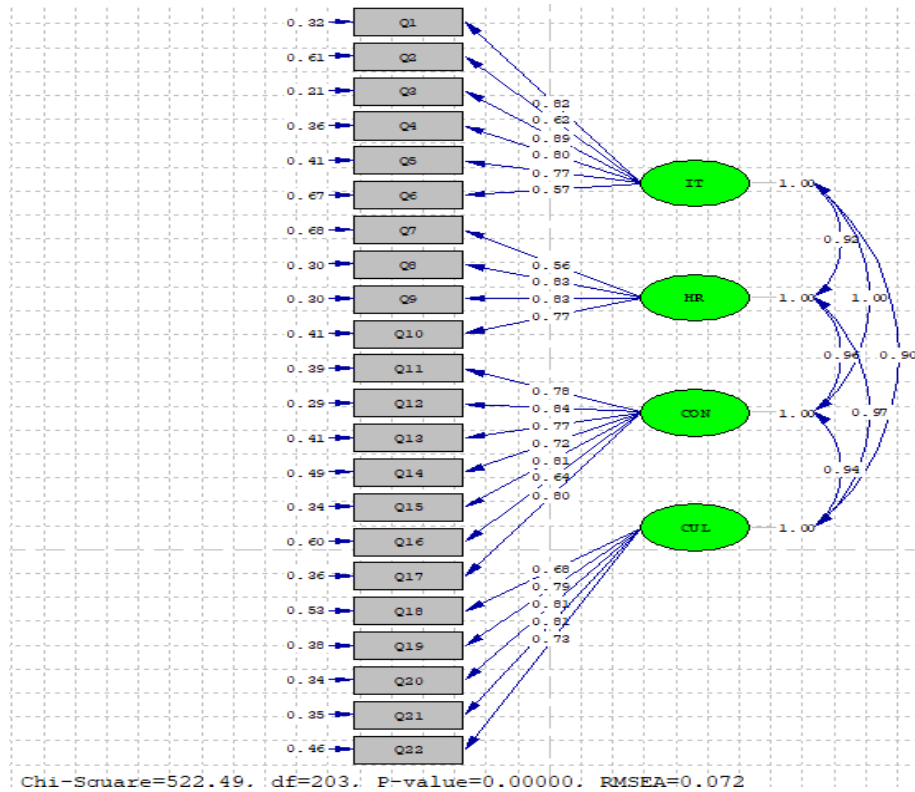 0.32 Q1
0.61 Q2
0.21 Q3
0.36 Q4
0.82
0.62
0.89
0.80
0.41 Q5
0.77
0.67 Q6
0.57
IT 1.00
0.68 Q7
0.92
0.30 Q8
0.56
0.83
0.30 Q9
0.83
HR 1.00
1.00
0.41 Q10
0.77
0.39 Q11
0.96
0.90
0.29 Q12
0.78
0.84
0.41 Q13
0.77
CON 1.00
0.97
0.49 Q14
0.72
0.81
0.64
0.94
0.34 Q15
0.80
0.60 Q16
CUL 1.00
0.36 Q17
0.68
0.79
0.53 Q18
0.81
0.81
0.38 Q19
0.73
0.34 Q20
0.35 Q21
0.46 Q22
Chi-Square=522.49, df=203, P-value=0.00000, RMSEA=0.072